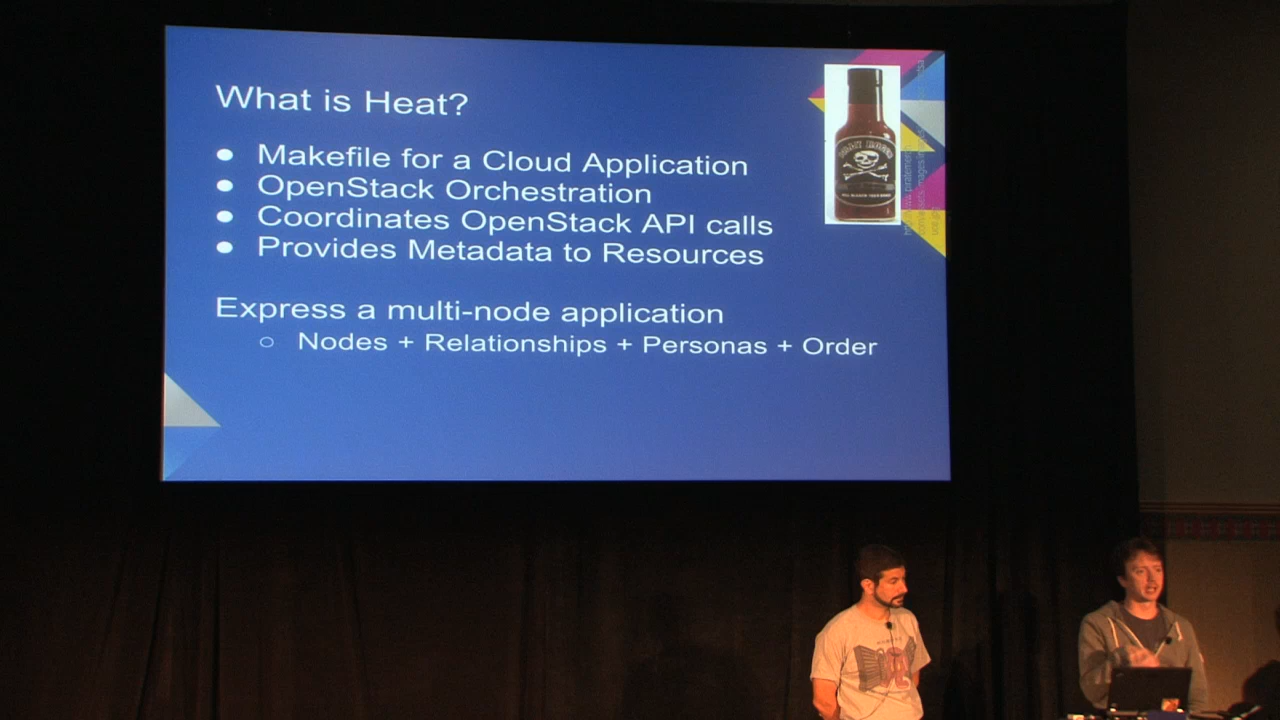 What is Heat?
● Makefile for a Cloud Application
● OpenStack Orchestration
● Coordinates OpenStack API calls
● Provides Metadata to Resources
Express a multi-node application
○ Nodes + Relationships + Personas + Order